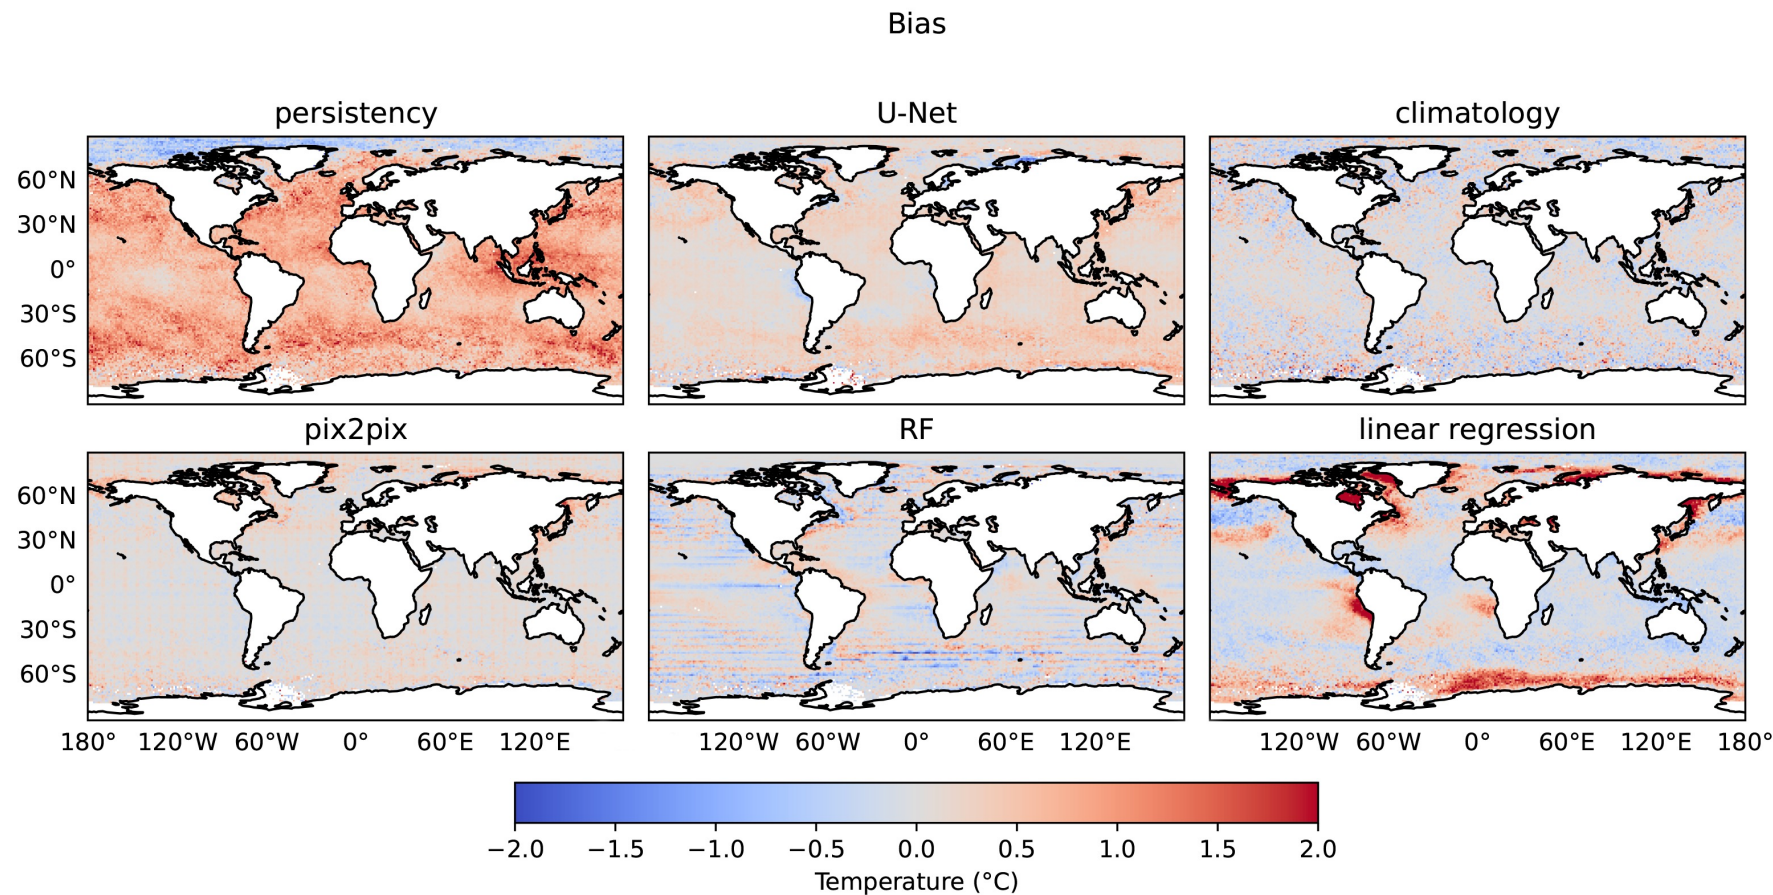 Bias
persistency U-Net climatology
60°N
30°N
0°
30°S
60°S
pix2pix RF linear regression
60°N
30°N
0°
30°S
60°S
180° 120°W 60°W 0° 60°E 120°E 120°W 60°W 0° 60°E 120°E 120°W 60°W 0° 60°E 120°E 180°
−2.0 −1.5 −1.0 −0.5 0.0 0.5 1.0 1.5 2.0
Temperature (°C)